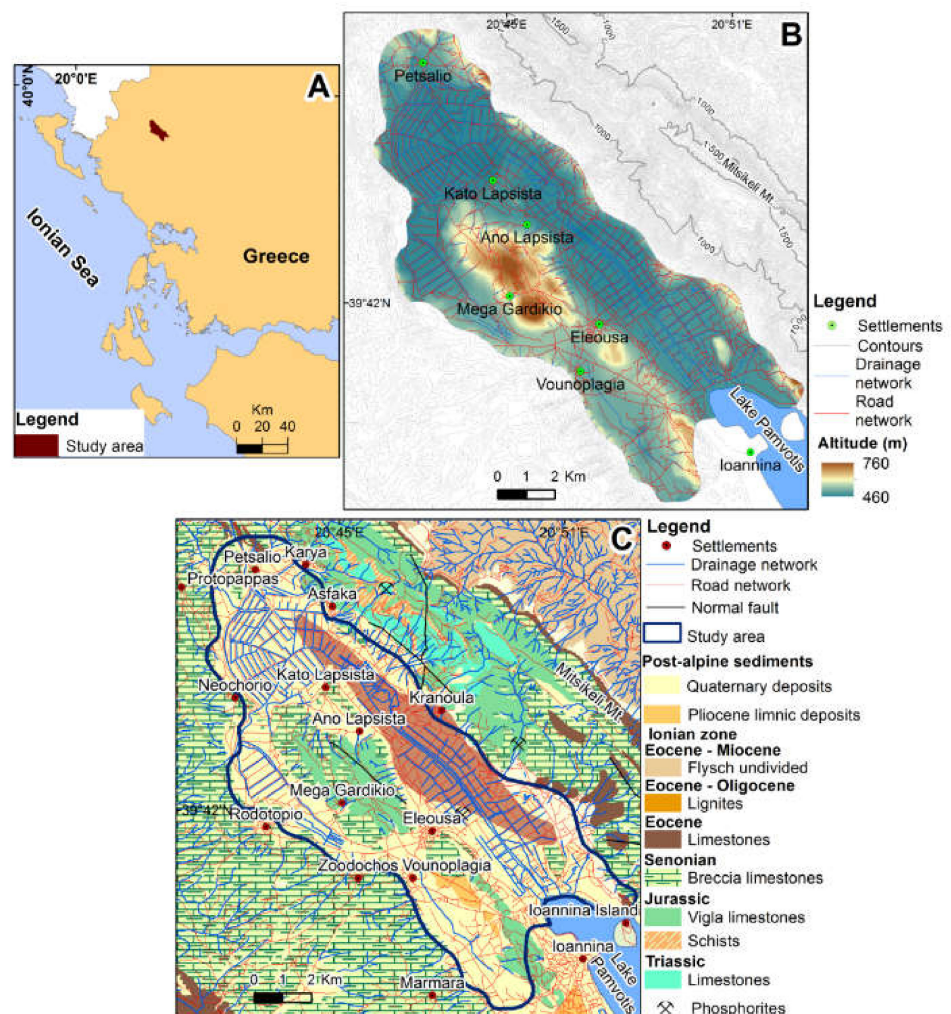 A
20°0'E
40°0'N
Ionian Sea
Greece
Km
0 20 40
Legend
Study area
B
20°45'E
20°51'E
39°42'N
1500
1000
1000
1500
Mitsikeli Mt.
1000
1500
Petsalio
Kato Lapsista
Ano Lapsista
Mega Gardikio
Eleousa
Vounoplagia
Lake Pamvotis
Ioannina
0 1 2 Km
Legend
Settlements
Contours
Drainage
network
Road
network
Altitude (m)
760
460
C
20°45'E
20°51'E
39°42'N
Petsalio
Karya
Protopappas
Asfaka
Mitsikeli Mt.
Kato Lapsista
Neochorio
Kranoula
Ano Lapsista
Mega Gardikio
Rodotopio
Eleousa
Zoodochos
Vounoplagia
Ioannina Island
Ioannina
Lake
Pamvotis
Marmara
0 1 2 Km
Legend
Settlements
Drainage network
Road network
Normal fault
Study area
Post-alpine sediments
Quaternary deposits
Pliocene limnic deposits
Ionian zone
Eocene - Miocene
Flysch undivided
Eocene - Oligocene
Lignites
Eocene
Limestones
Senonian
Breccia limestones
Jurassic
Vigla limestones
Schists
Triassic
Limestones
Phosphorites